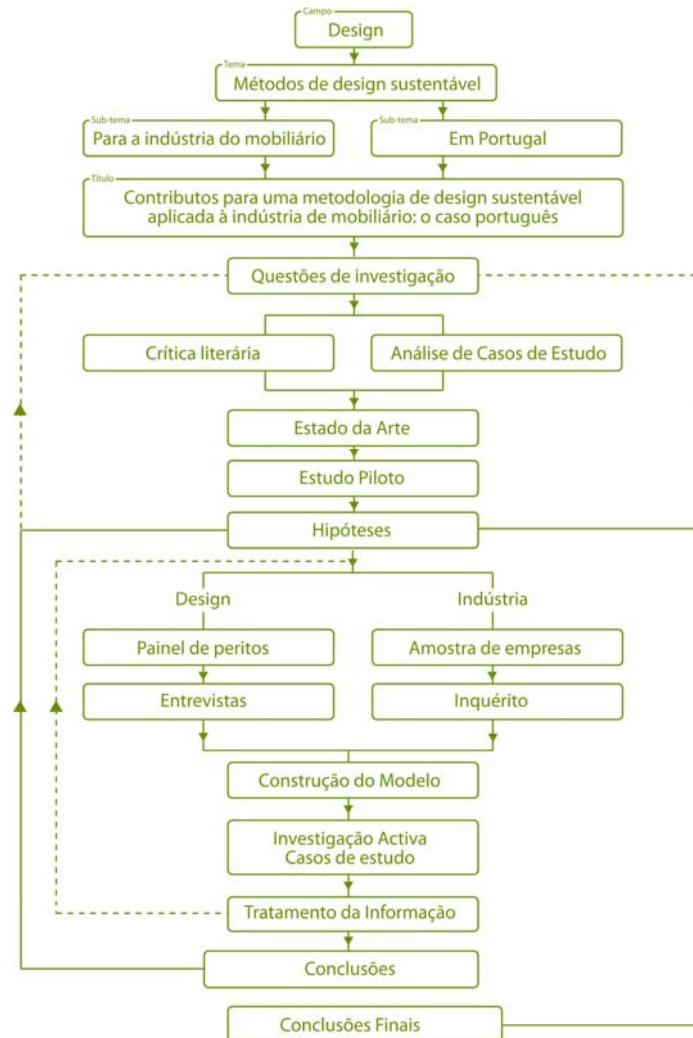 Campo
Design
Tema
Métodos de design sustentável
Sub-tema
Para a indústria do mobiliário
Sub-tema
Em Portugal
Título
Contributos para uma metodologia de design sustentável
aplicada à indústria de mobiliário: o caso português
Questões de investigação
Crítica literária
Análise de Casos de Estudo
Estado da Arte
Estudo Piloto
Hipóteses
Design
Indústria
Painel de peritos
Amostra de empresas
Entrevistas
Inquérito
Construção do Modelo
Investigação Activa
Casos de estudo
Tratamento da Informação
Conclusões
Conclusões Finais